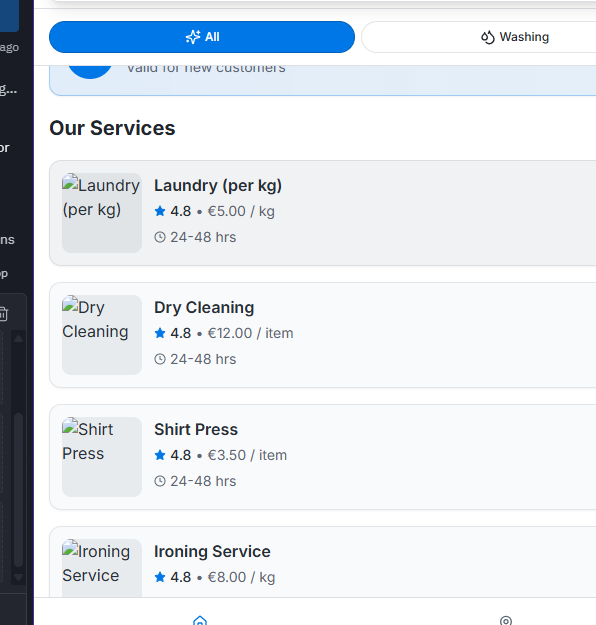 ago
g...
or
ns
op
All
Washing
Valid for new customers
Our Services
Laundry (per kg)
Laundry (per kg)
4.8 • €5.00 / kg
24-48 hrs
Dry Cleaning
Dry Cleaning
4.8 • €12.00 / item
24-48 hrs
Shirt Press
Shirt Press
4.8 • €3.50 / item
24-48 hrs
Ironing Service
Ironing Service
4.8 • €8.00 / kg